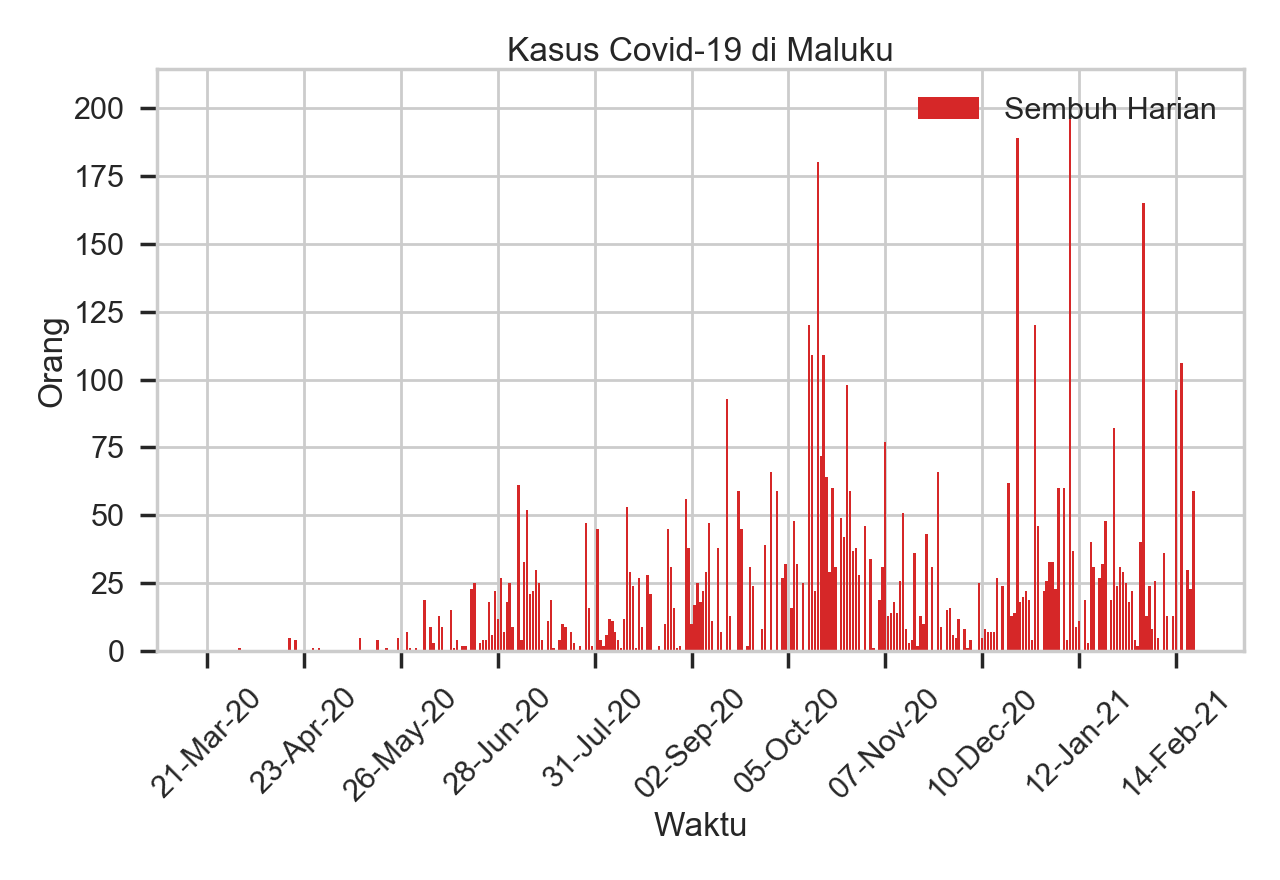 Kasus Covid-19 di Maluku
Sembuh Harian
Orang
200
175
150
125
100
75
50
25
0
21-Mar-20
23-Apr-20
26-May-20
28-Jun-20
31-Jul-20
02-Sep-20
05-Oct-20
07-Nov-20
10-Dec-20
12-Jan-21
14-Feb-21
Waktu